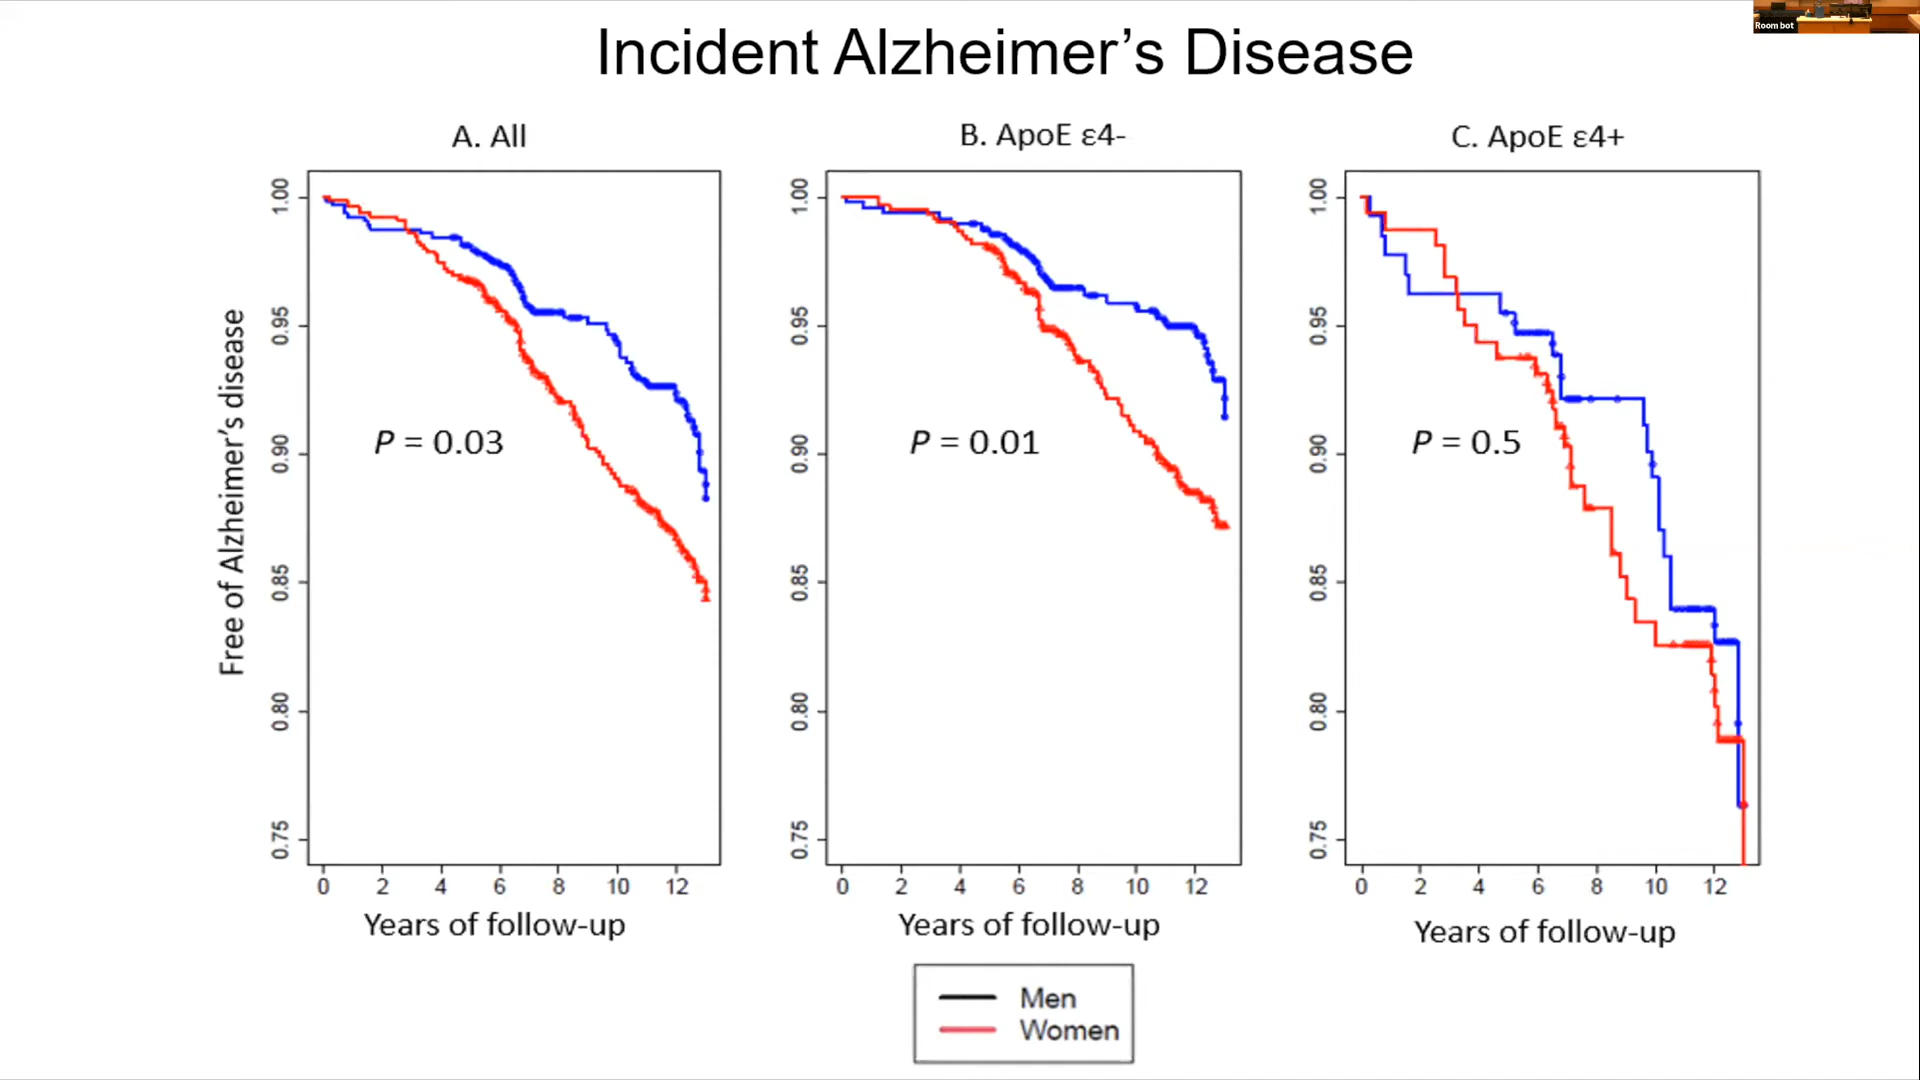 Room bot
Incident Alzheimer’s Disease
A. All
B. ApoE ε4-
C. ApoE ε4+
Free of Alzheimer’s disease
1.00
0.95
0.90
0.85
0.80
0.75
P = 0.03
0 2 4 6 8 10 12
Years of follow-up
1.00
0.95
0.90
0.85
0.80
0.75
P = 0.01
0 2 4 6 8 10 12
Years of follow-up
1.00
0.95
0.90
0.85
0.80
0.75
P = 0.5
0 2 4 6 8 10 12
Years of follow-up
Men
Women